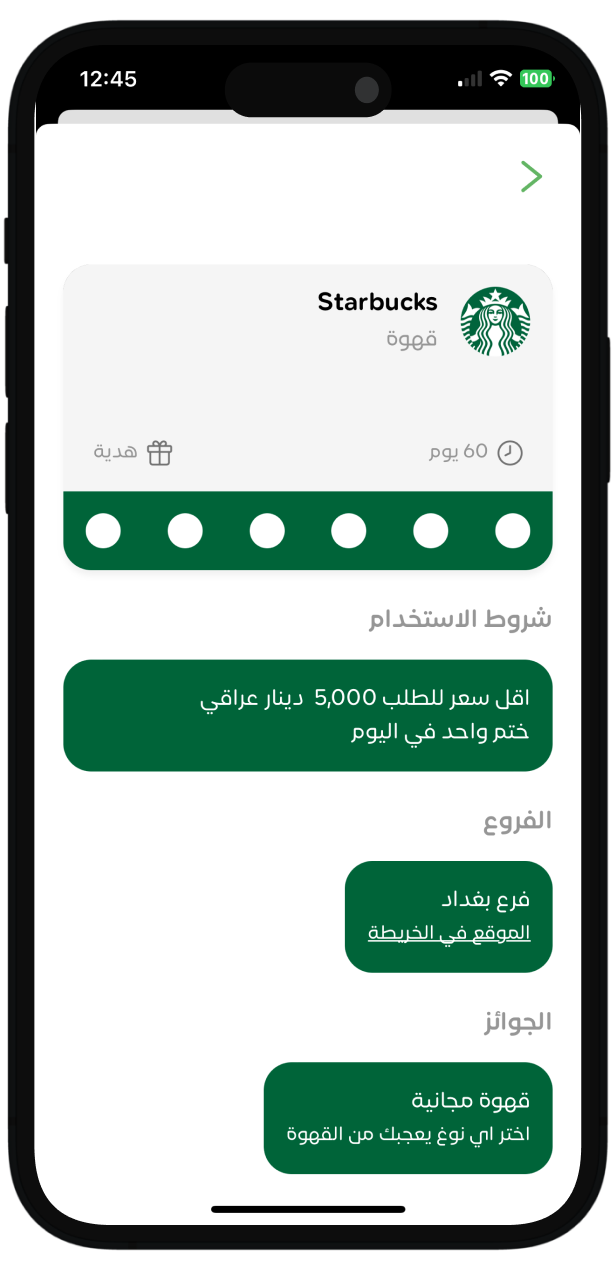 12:45
100
Starbucks
قهوة
60 يوم
هدية
شروط الاستخدام
اقل سعر للطلب 5,000 دينار عراقي
ختم واحد في اليوم
الفروع
فرع بغداد
الموقع في الخريطة
الجوائز
قهوة مجانية
اختر اي نوغ يعجبك من القهوة